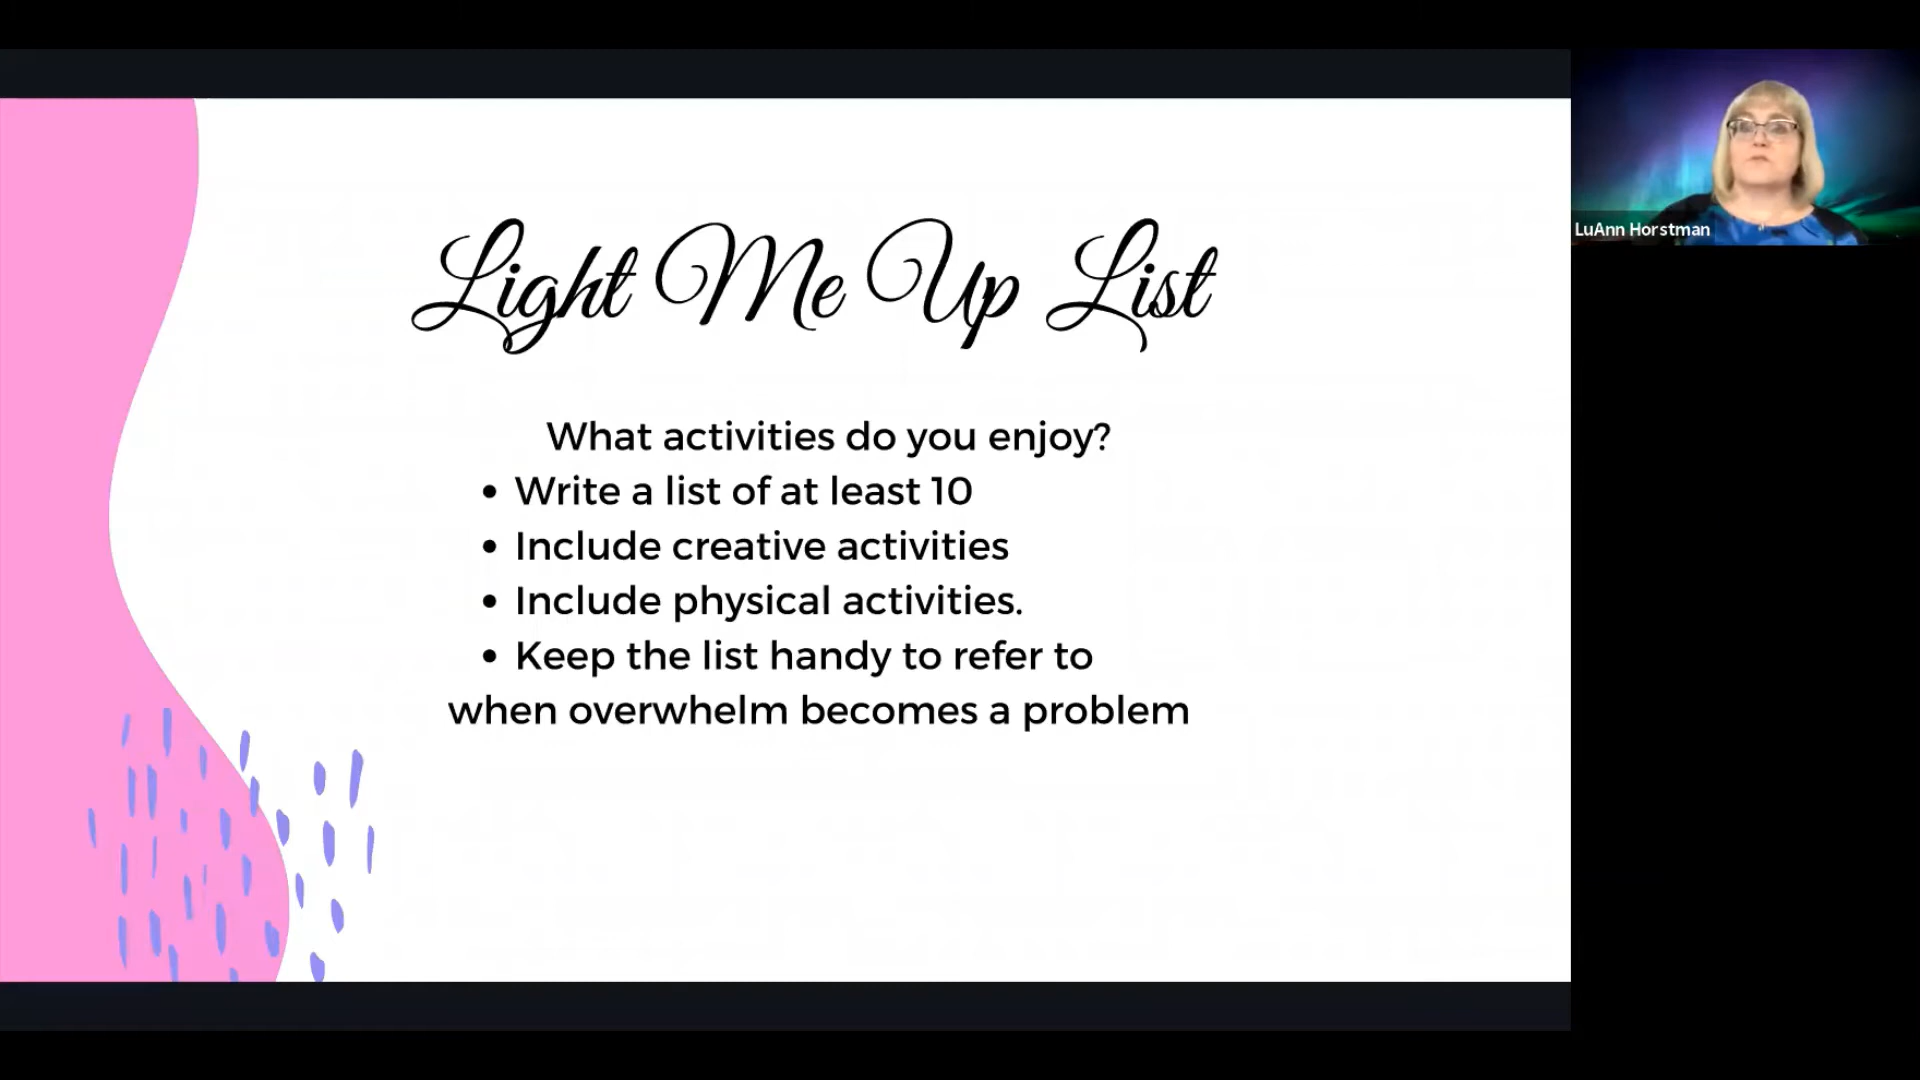 Light Me Up List
What activities do you enjoy?
• Write a list of at least 10
• Include creative activities
• Include physical activities.
• Keep the list handy to refer to
when overwhelm becomes a problem
LuAnn Horstman